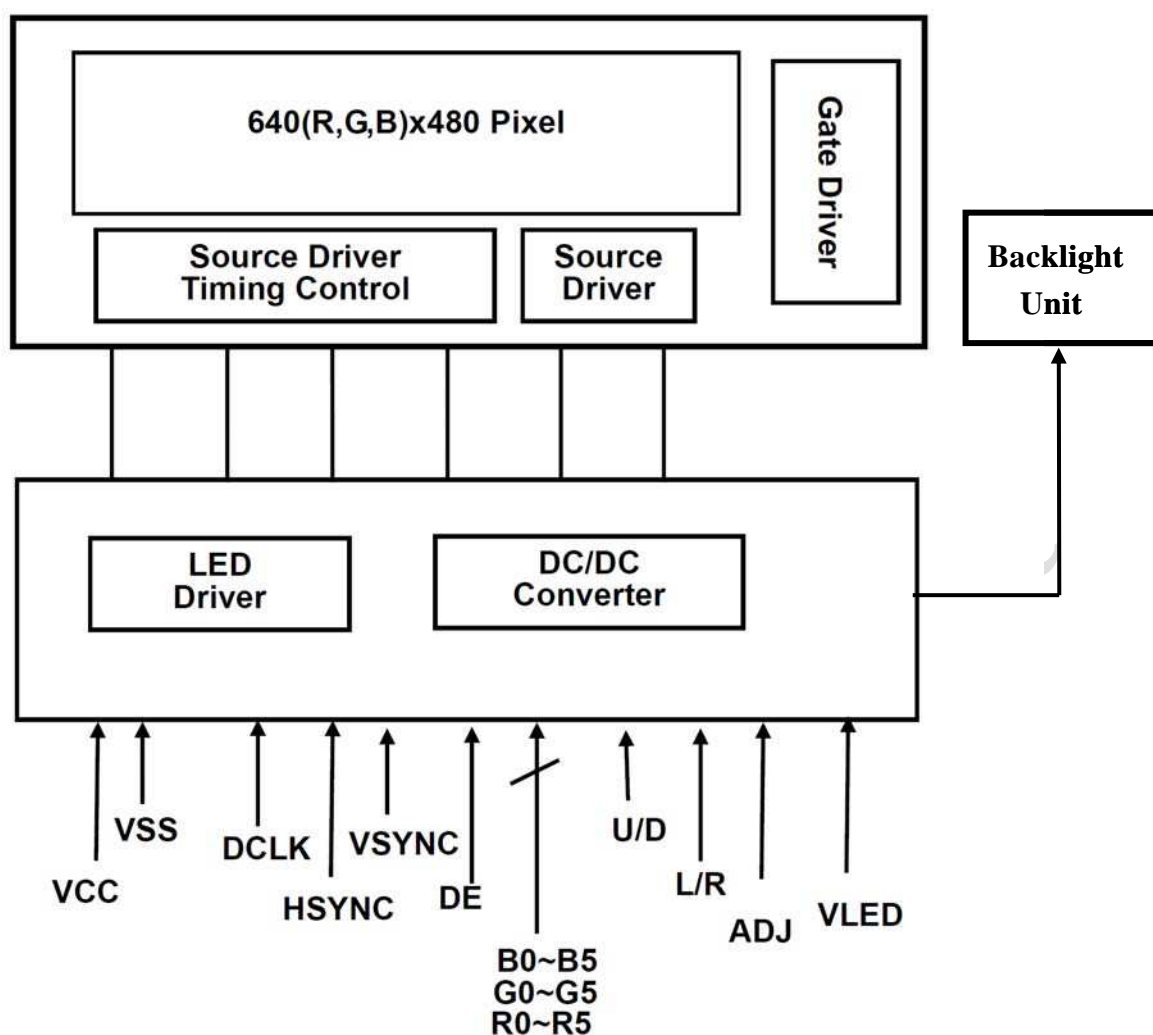 640(R,G,B)x480 Pixel
Gate Driver
Source Driver
Timing Control
Source
Driver
Backlight
Unit
LED
Driver
DC/DC
Converter
VCC
VSS
DCLK
HSYNC
VSYNC
DE
B0~B5
G0~G5
R0~R5
U/D
L/R
ADJ
VLED